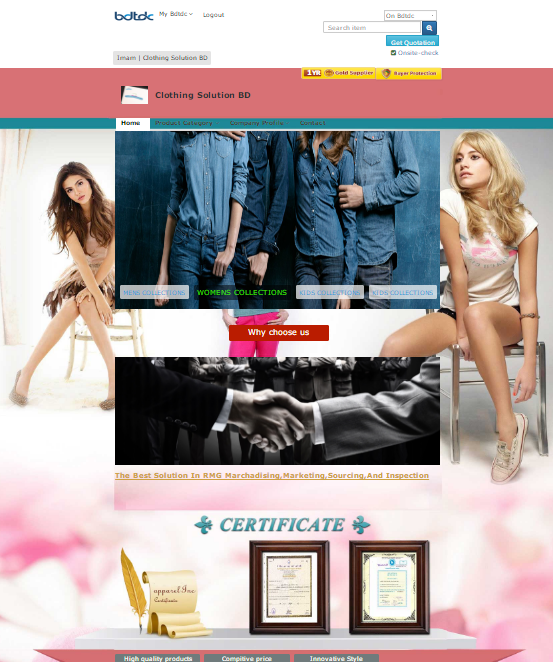 bdtdc
My Bdtdc
Logout
On Bdtdc
Search item
Get Quotation
Onsite-check
Imam | Clothing Solution BD
1YR Gold Supplier
Buyer Protection
Clothing Solution BD
Home
Product Category
Company Profile
Contact
MENS COLLECTIONS
WOMENS COLLECTIONS
KIDS COLLECTIONS
KIDS COLLECTIONS
Why choose us
The Best Solution In RMG Marchadising,Marketing,Sourcing,And Inspection
CERTIFICATE
apparel Inc
Certificate
High quality products
Compitive price
Innovative Style